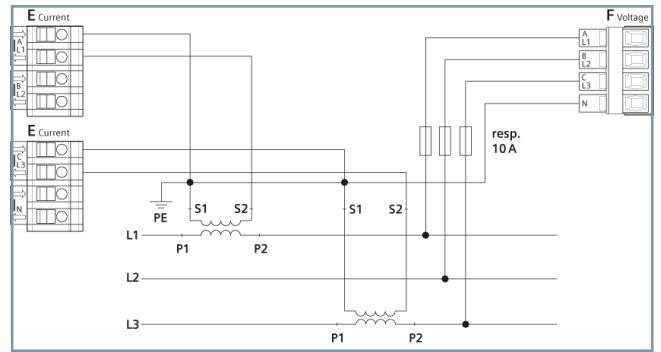 E Current
F Voltage
A
L1
B
L2
E Current
C
L3
N
A
L1
B
L2
C
L3
N
resp.
10 A
PE
S1 S2
S1 S2
L1
P1 P2
L2
L3
P1 P2